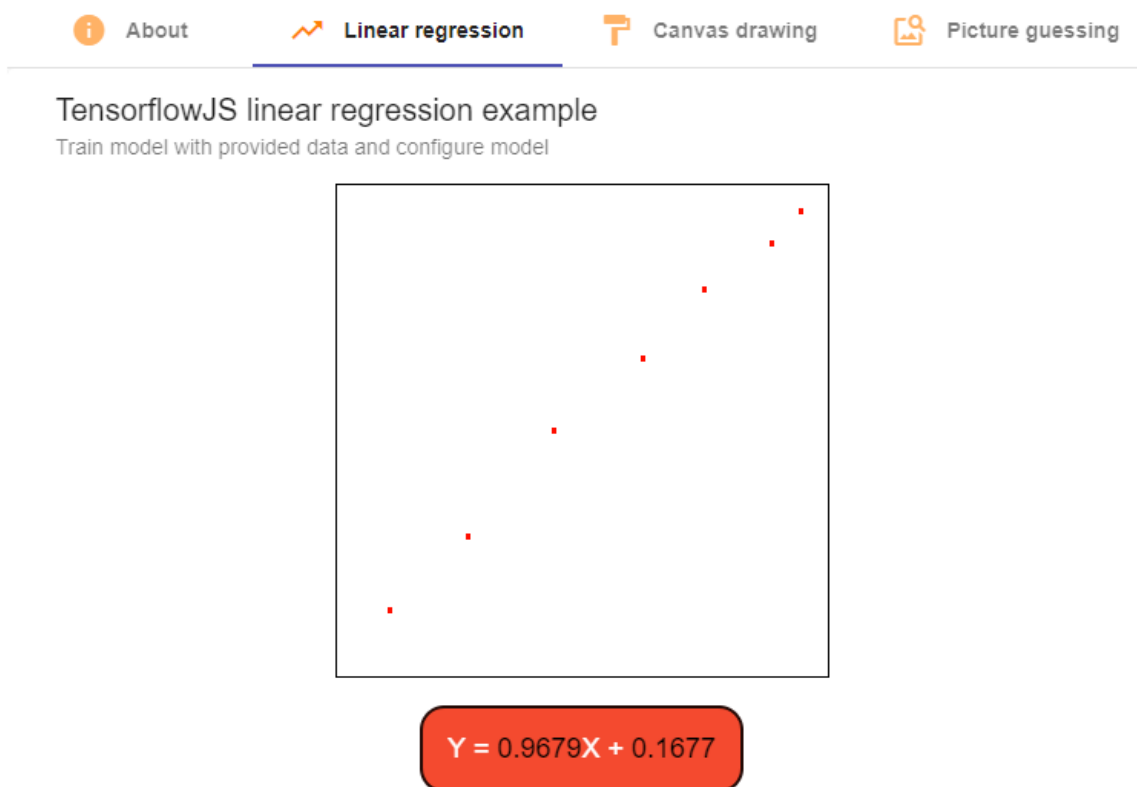 About Linear regression Canvas drawing Picture guessing
TensorflowJS linear regression example
Train model with provided data and configure model
Y = 0.9679X + 0.1677